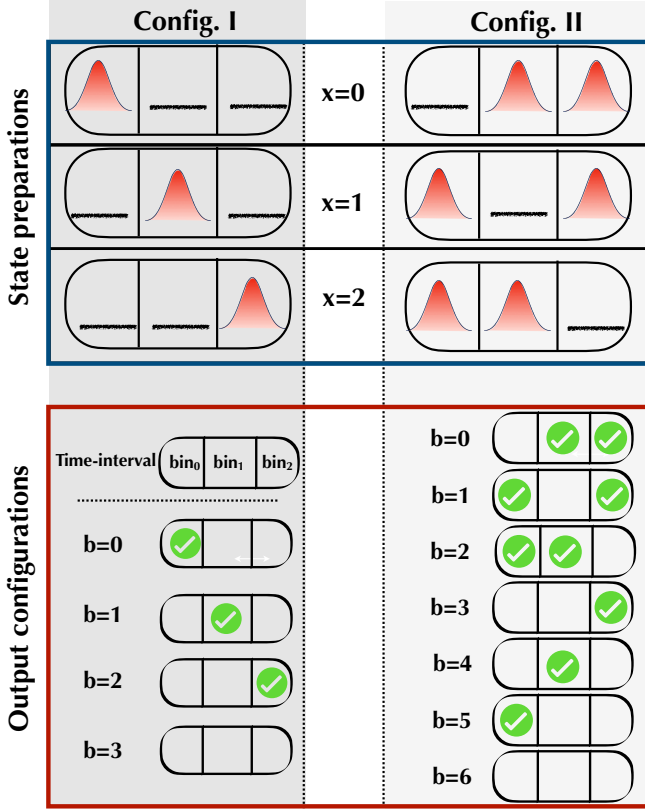 Config. I
Config. II
State preparations
x=0
x=1
x=2
Output configurations
Time-interval
bin₀
bin₁
bin₂
b=0
b=1
b=2
b=3
b=0
b=1
b=2
b=3
b=4
b=5
b=6